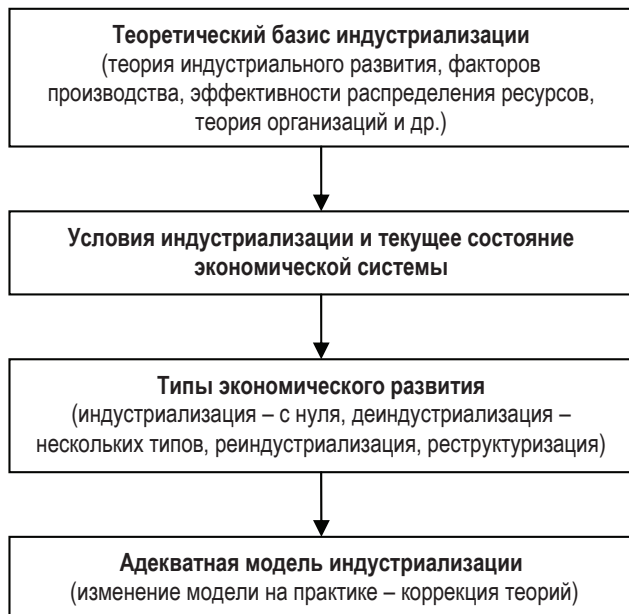 Теоретический базис индустриализации
(теория индустриального развития, факторов
производства, эффективности распределения ресурсов,
теория организаций и др.)
Условия индустриализации и текущее состояние
экономической системы
Типы экономического развития
(индустриализация – с нуля, деиндустриализация –
нескольких типов, реиндустриализация, реструктуризация)
Адекватная модель индустриализации
(изменение модели на практике – коррекция теорий)